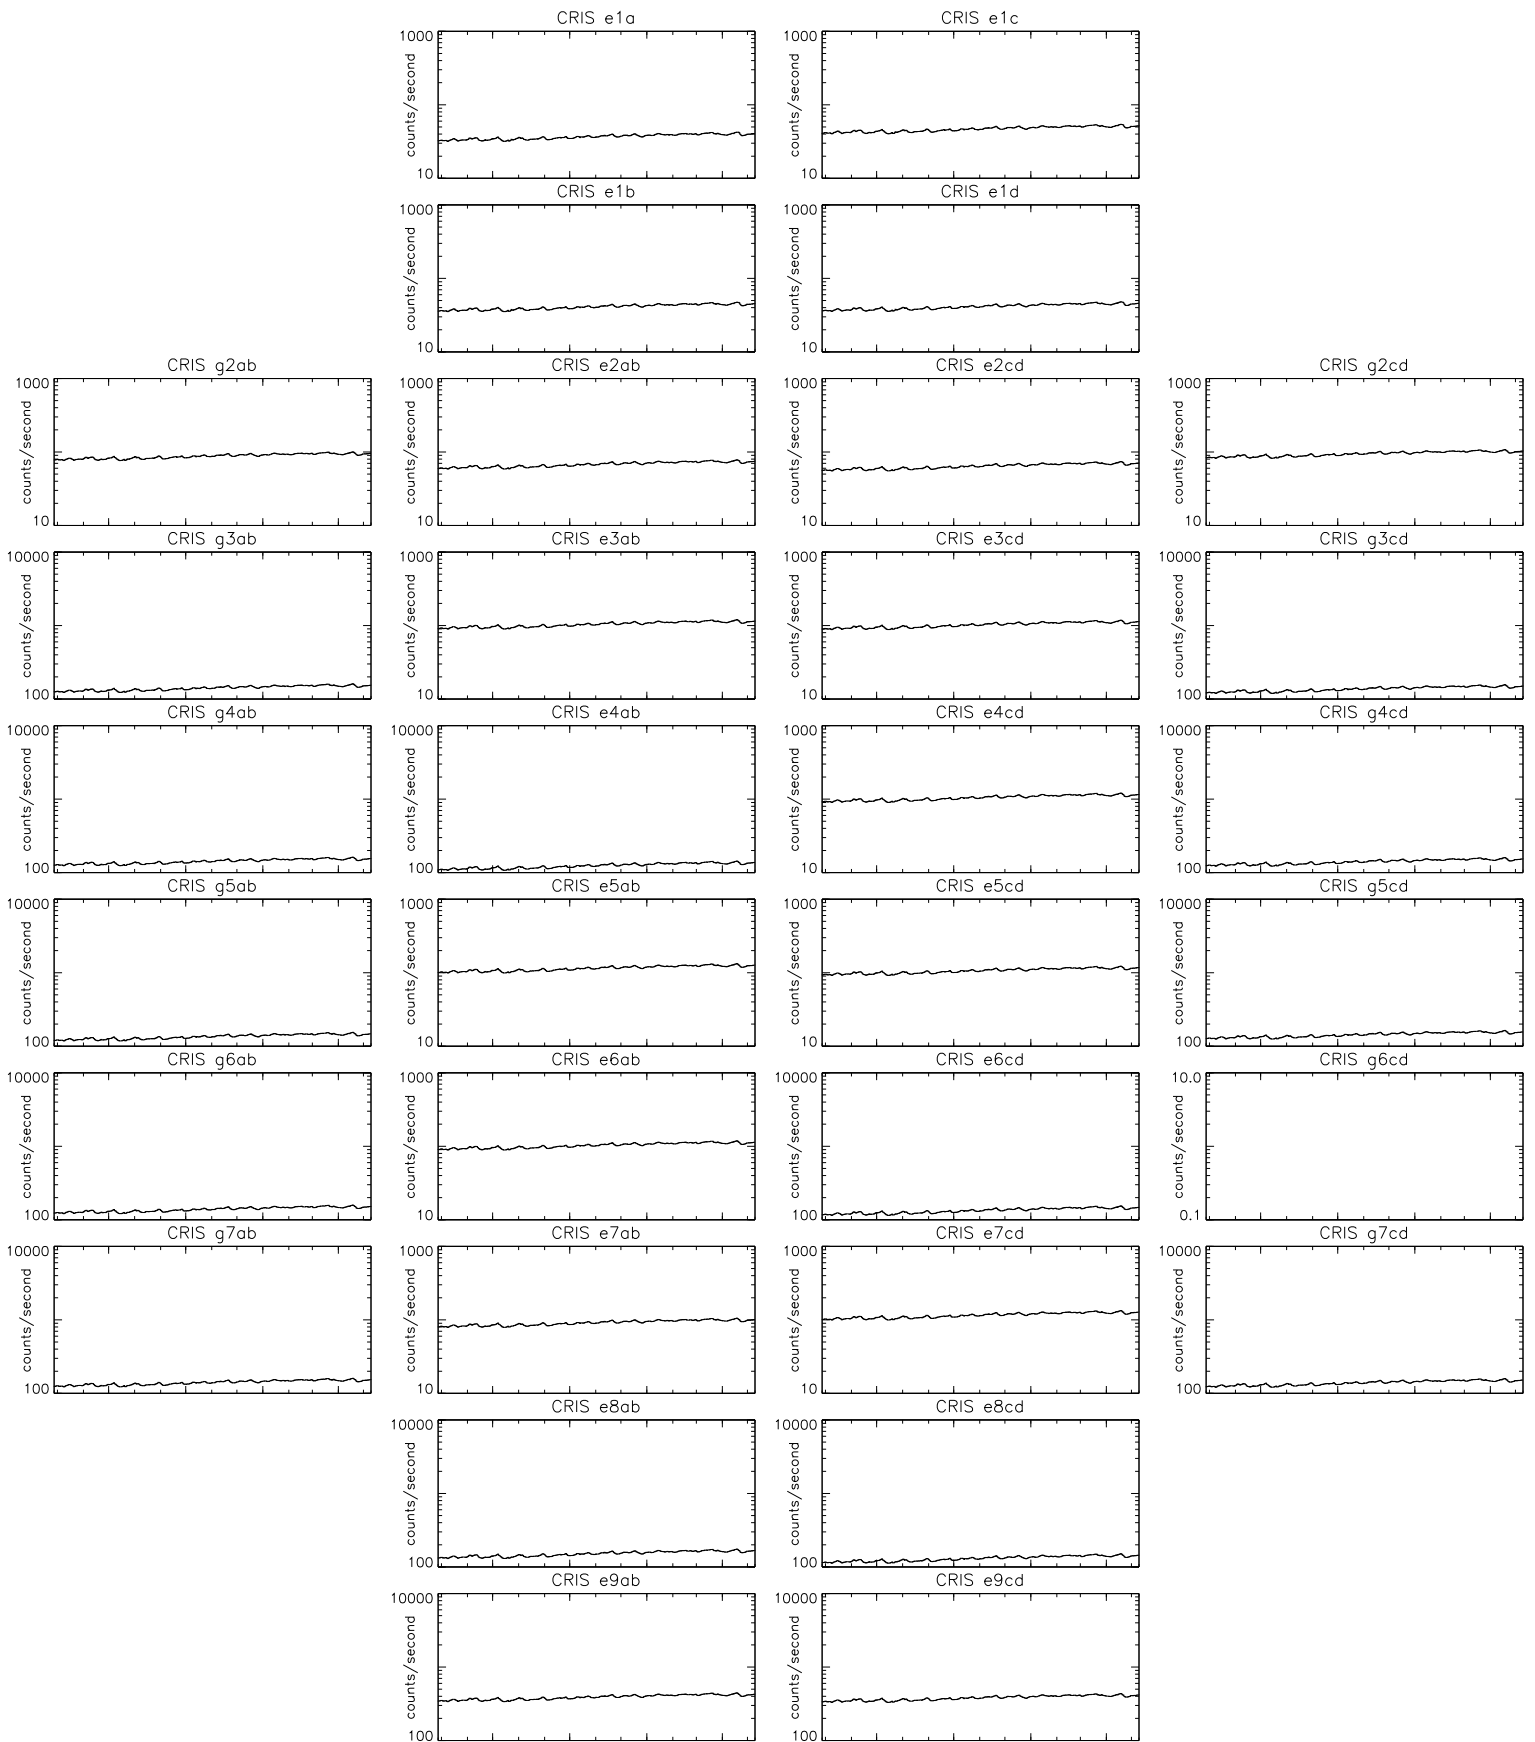 CRIS e1a
CRIS e1c
1000
counts/second
10
1000
counts/second
10
CRIS e1b
CRIS e1d
1000
counts/second
10
1000
counts/second
10
CRIS g2ab
CRIS e2ab
CRIS e2cd
CRIS g2cd
1000
counts/second
10
1000
counts/second
10
1000
counts/second
10
1000
counts/second
10
CRIS g3ab
CRIS e3ab
CRIS e3cd
CRIS g3cd
10000
counts/second
100
1000
counts/second
10
1000
counts/second
10
10000
counts/second
100
CRIS g4ab
CRIS e4ab
CRIS e4cd
CRIS g4cd
10000
counts/second
100
10000
counts/second
100
1000
counts/second
10
10000
counts/second
100
CRIS g5ab
CRIS e5ab
CRIS e5cd
CRIS g5cd
10000
counts/second
100
1000
counts/second
10
1000
counts/second
10
10000
counts/second
100
CRIS g6ab
CRIS e6ab
CRIS e6cd
CRIS g6cd
10000
counts/second
100
1000
counts/second
10
10000
counts/second
100
10.0
counts/second
0.1
CRIS g7ab
CRIS e7ab
CRIS e7cd
CRIS g7cd
10000
counts/second
100
1000
counts/second
10
1000
counts/second
10
10000
counts/second
100
CRIS e8ab
CRIS e8cd
10000
counts/second
100
10000
counts/second
100
CRIS e9ab
CRIS e9cd
10000
counts/second
100
10000
counts/second
100